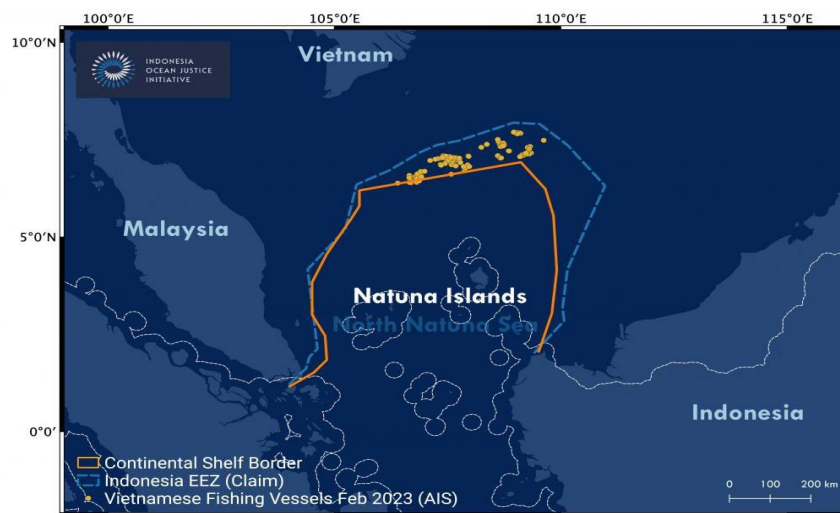 100°0′ 105°0′ 110°0′ 115°0′
10°0′
INDONESIA
OCEAN JUSTICE
INITIATIVE
Vietnam
Malaysia
5°0′
Natuna Islands
North Natuna Sea
Indonesia
0°0′
Continental Shelf Border
Indonesia EEZ (Claim)
Vietnamese Fishing Vessels Feb 2023 (AIS)
0 100 200 km